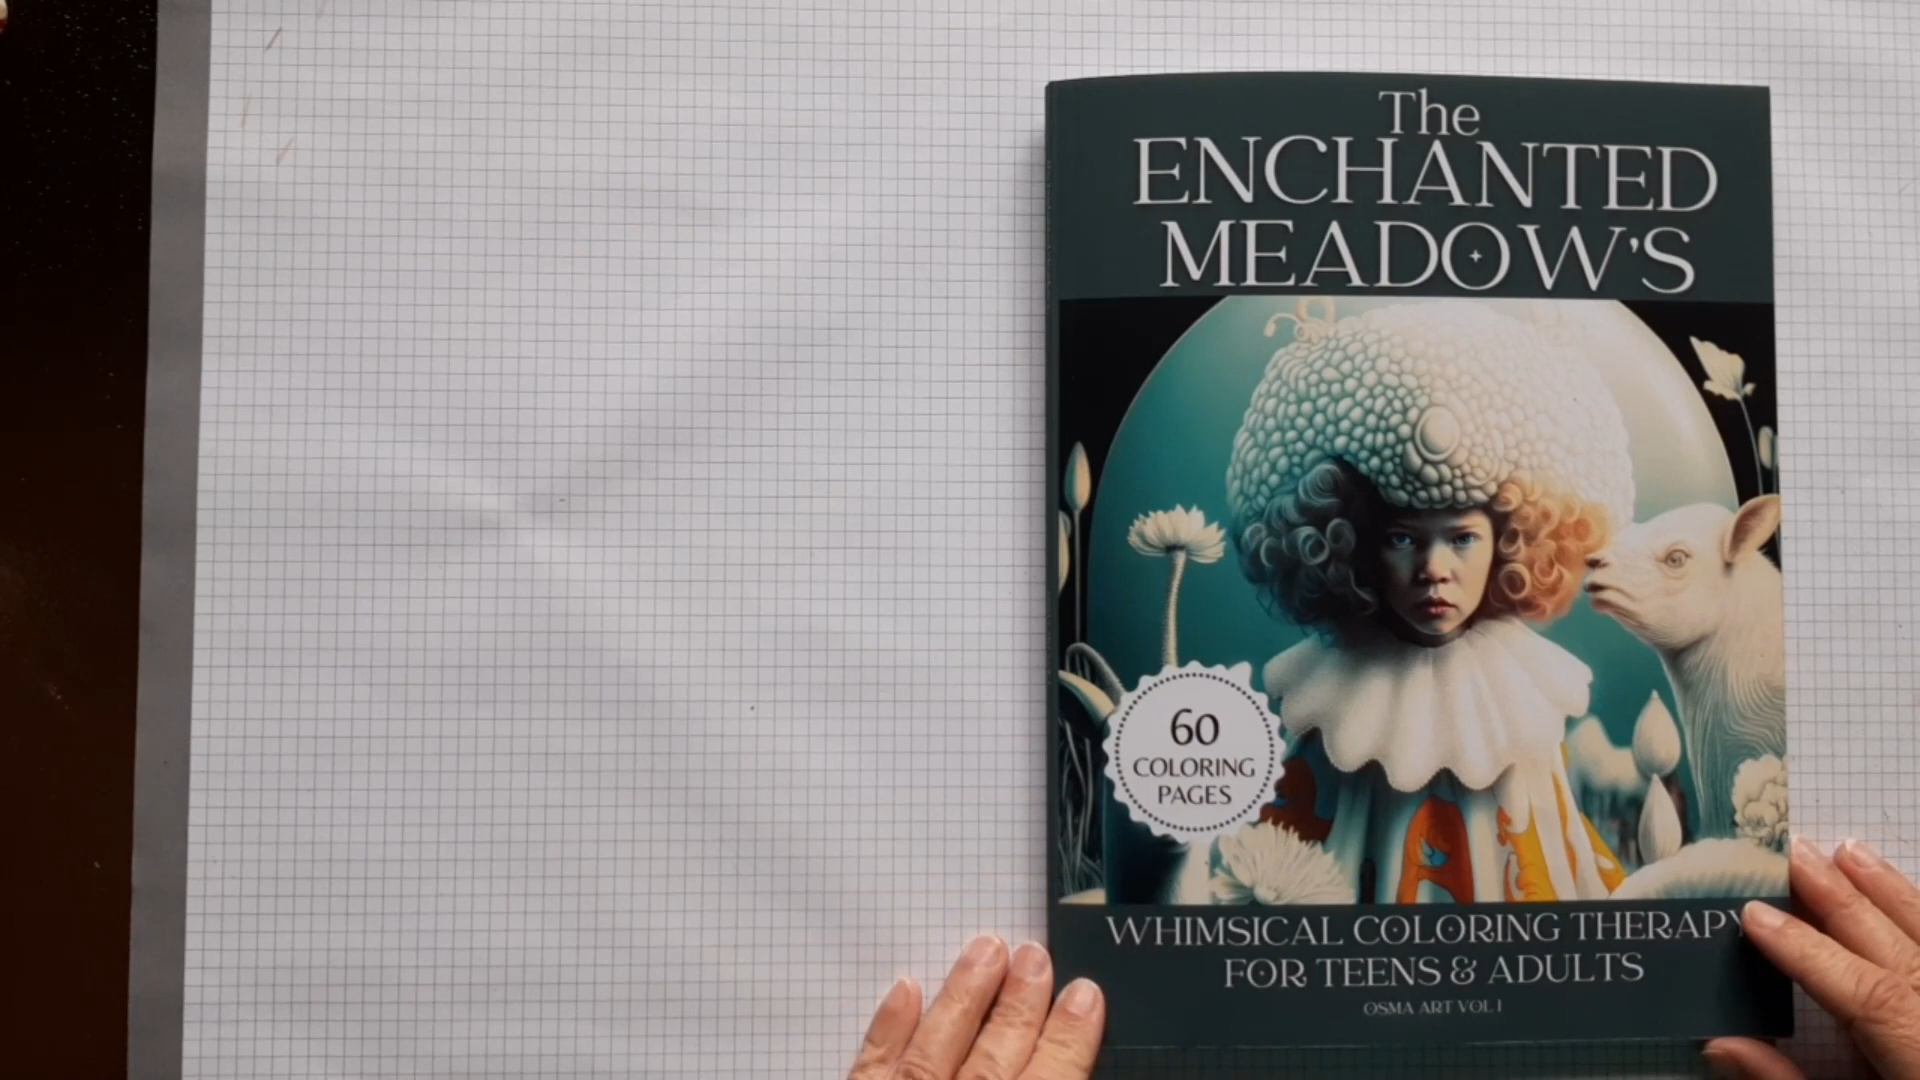 The
ENCHANTED
MEADOW'S
60
COLORING
PAGES
WHIMSICAL COLORING THERAPY
FOR TEENS & ADULTS
OSMA ART VOL 1